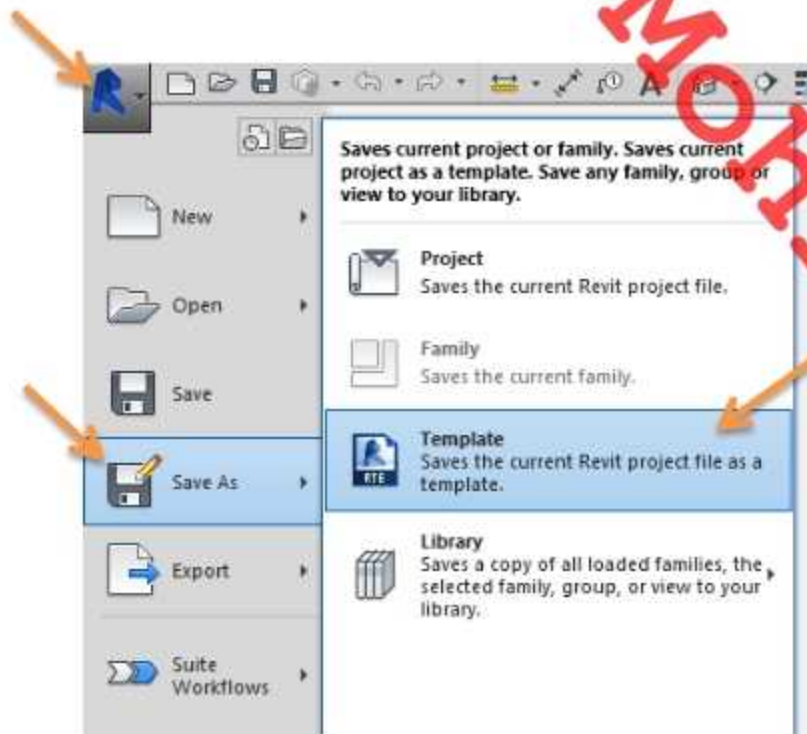 Saves current project or family. Saves current
project as a template. Save any family, group or
view to your library.
New
Open
Save
Save As
Export
Suite
Workflows
Project
Saves the current Revit project file.
Family
Saves the current family.
Template
Saves the current Revit project file as a
template.
RTE
Library
Saves a copy of all loaded families, the
selected family, group, or view to your
library.
Moh